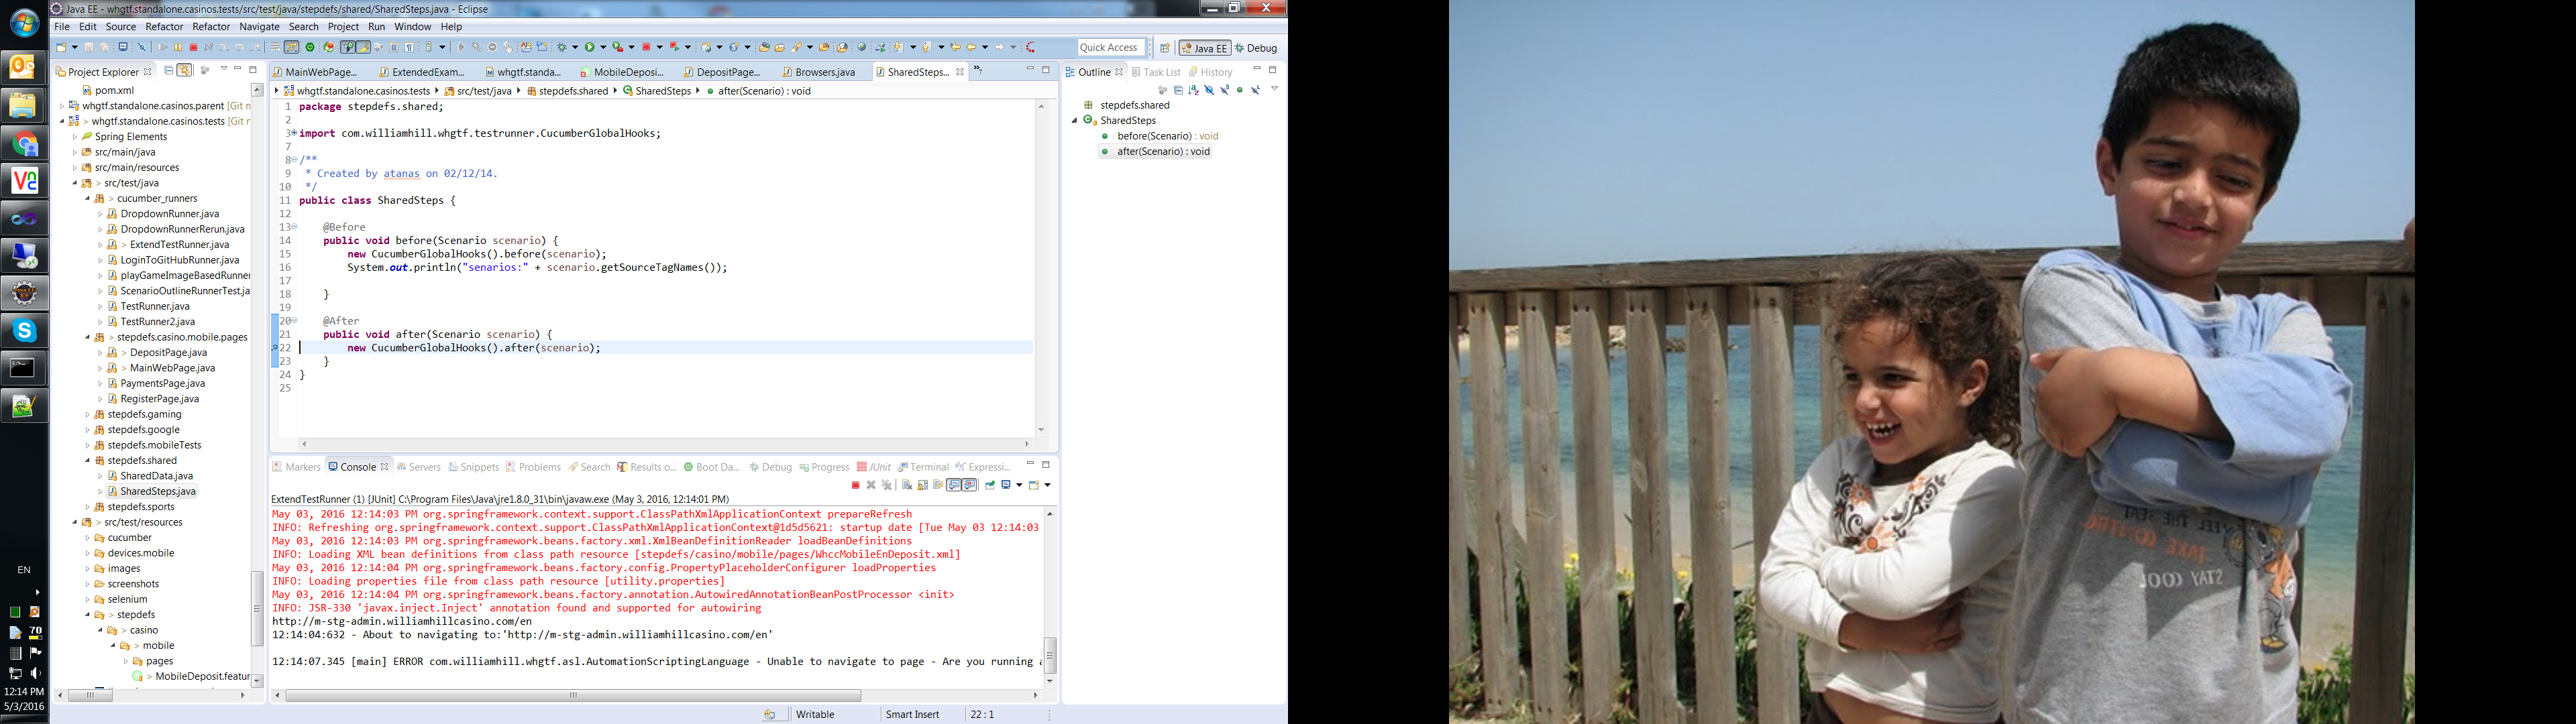 Java EE - whgtf.standalone.casinos.tests/src/test/java/stepdefs/shared/SharedSteps.java - Eclipse
File Edit Source Refactor Refactor Navigate Search Project Run Window Help
Quick Access Java EE Debug
Project Explorer
pom.xml
whgtf.standalone.casinos.parent [Git m
> whgtf.standalone.casinos.tests [Git r
Spring Elements
src/main/java
src/main/resources
> src/test/java
> cucumber_runners
DropdownRunner.java
DropdownRunnerRerun.java
> ExtendTestRunner.java
LoginToGitHubRunner.java
playGameImageBasedRunner
ScenarioOutlineRunnerTest.ja
TestRunner.java
TestRunner2.java
> stepdefs.casino.mobile.pages
> DepositPage.java
> MainWebPage.java
PaymentsPage.java
RegisterPage.java
stepdefs.gaming
stepdefs.google
stepdefs.mobileTests
stepdefs.shared
SharedData.java
SharedSteps.java
stepdefs.sports
> src/test/resources
cucumber
devices.mobile
images
screenshots
selenium
> stepdefs
> casino
> mobile
> pages
> MobileDeposit.featur
MainWebPage... ExtendedExam... whgtf.standa... MobileDeposi... DepositPage... Browsers.java SharedSteps... »7
whgtf.standalone.casinos.tests src/test/java stepdefs.shared SharedSteps after(Scenario) : void
1 package stepdefs.shared;
2
3 import com.williamhill.whgtf.testrunner.CucumberGlobalHooks;
7
8 /**
9 * Created by atanas on 02/12/14.
10 */
11 public class SharedSteps {
12
13 @Before
14 public void before(Scenario scenario) {
15 new CucumberGlobalHooks().before(scenario);
16 System.out.println("senarios:" + scenario.getSourceTagNames());
17
18 }
19
20 @After
21 public void after(Scenario scenario) {
22 new CucumberGlobalHooks().after(scenario);
23 }
24 }
25
Outline Task List History
stepdefs.shared
SharedSteps
before(Scenario) : void
after(Scenario) : void
Markers Console Servers Snippets Problems Search Results o... Boot Da... Debug Progress JUnit Terminal Expressi...
ExtendTestRunner (1) [JUnit] C:\Program Files\Java\jre1.8.0_31\bin\javaw.exe (May 3, 2016, 12:14:01 PM)
May 03, 2016 12:14:03 PM org.springframework.context.support.ClassPathXmlApplicationContext prepareRefresh
INFO: Refreshing org.springframework.context.support.ClassPathXmlApplicationContext@1d5d5621: startup date [Tue May 03 12:14:03
May 03, 2016 12:14:03 PM org.springframework.beans.factory.xml.XmlBeanDefinitionReader loadBeanDefinitions
INFO: Loading XML bean definitions from class path resource [stepdefs/casino/mobile/pages/WhccMobileEnDeposit.xml]
May 03, 2016 12:14:04 PM org.springframework.beans.factory.config.PropertyPlaceholderConfigurer loadProperties
INFO: Loading properties file from class path resource [utility.properties]
May 03, 2016 12:14:04 PM org.springframework.beans.factory.annotation.AutowiredAnnotationBeanPostProcessor <init>
INFO: JSR-330 'javax.inject.Inject' annotation found and supported for autowiring
http://m-stg-admin.williamhillcasino.com/en
12:14:04:632 - About to navigating to:'http://m-stg-admin.williamhillcasino.com/en'
12:14:07.345 [main] ERROR com.williamhill.whgtf.asl.AutomationScriptingLanguage - Unable to navigate to page - Are you running a
Writable Smart Insert 22 : 1
EN
70
12:14 PM
5/3/2016
FEEL THE BEAT
TAKE CONTROL
STAY COOL